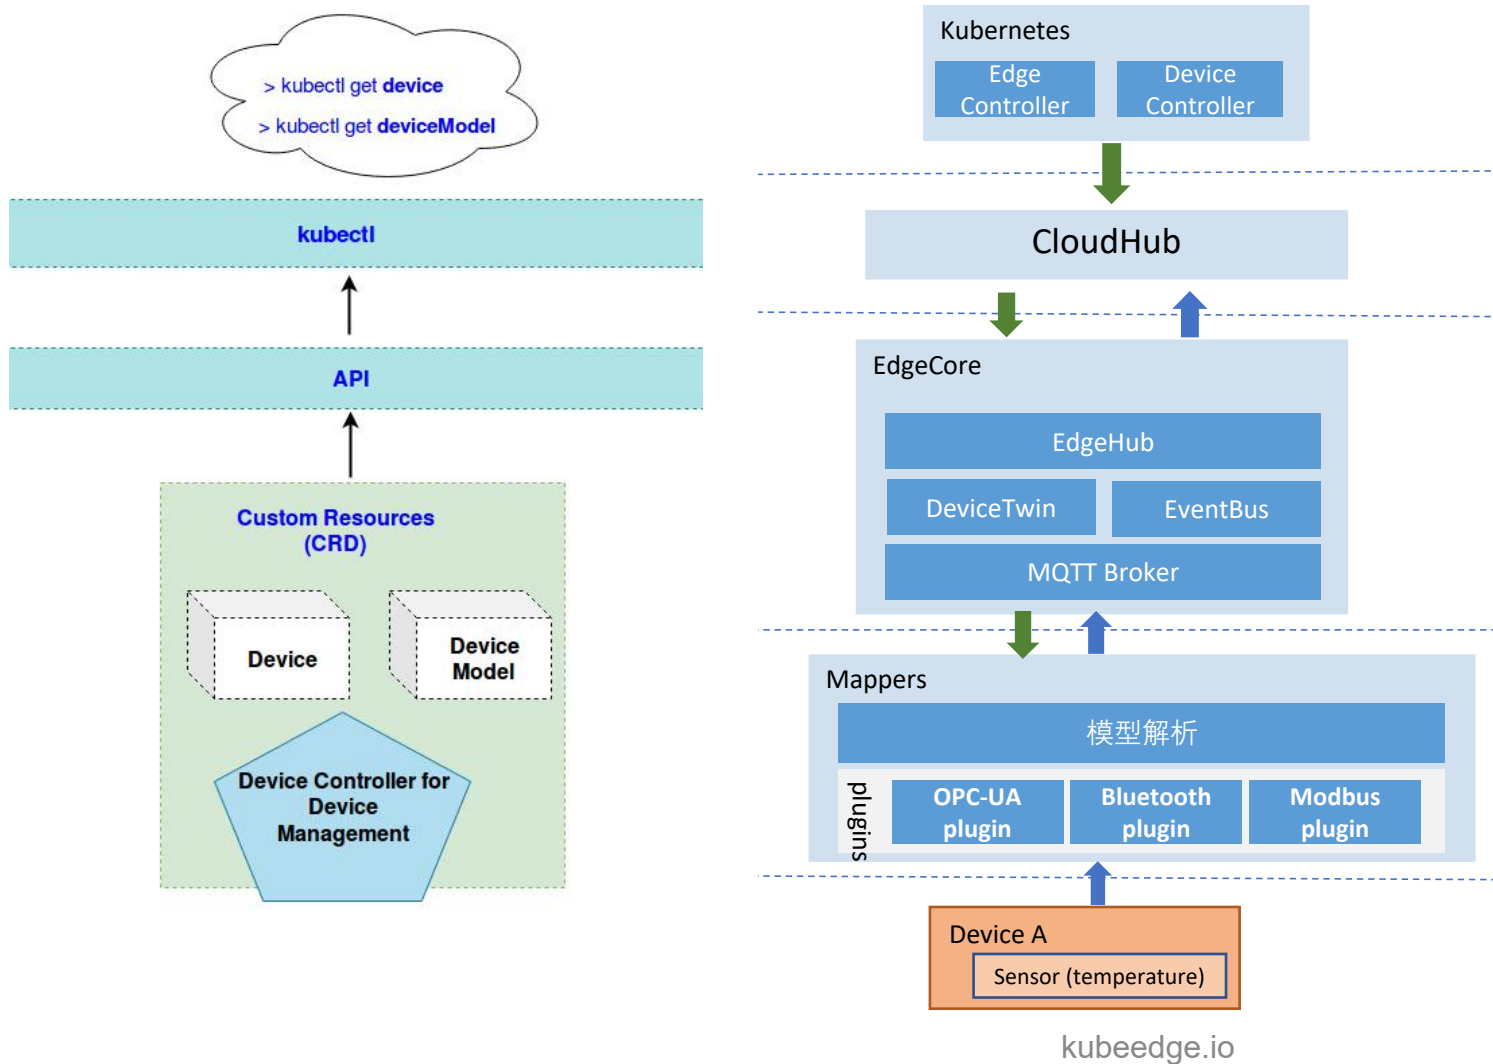 > kubectl get device
> kubectl get deviceModel
kubectl
API
Custom Resources
(CRD)
Device
Device
Model
Device Controller for
Device
Management
Kubernetes
Edge
Controller
Device
Controller
CloudHub
EdgeCore
EdgeHub
DeviceTwin
EventBus
MQTT Broker
Mappers
模型解析
plugins
OPC-UA
plugin
Bluetooth
plugin
Modbus
plugin
Device A
Sensor (temperature)
kubeedge.io